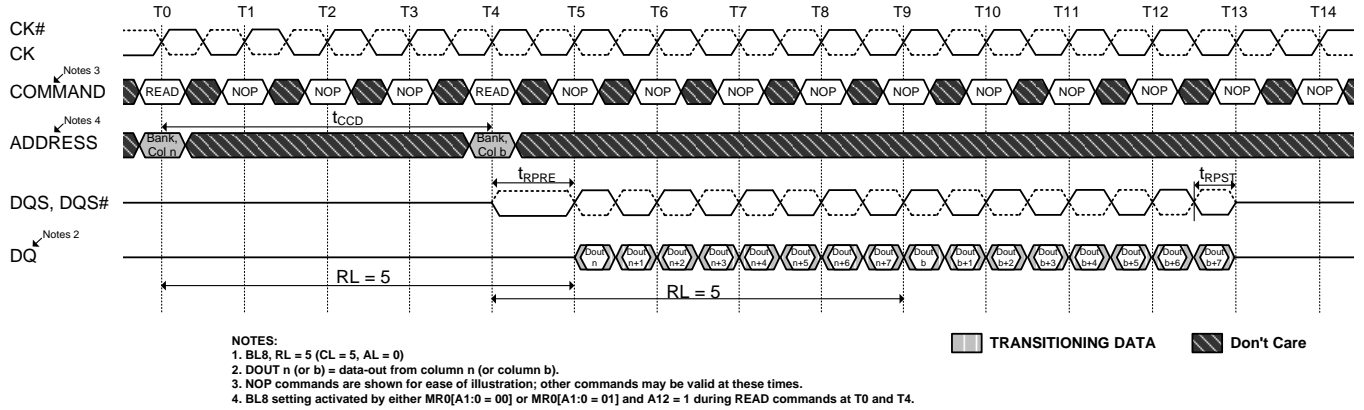 T0 T1 T2 T3 T4 T5 T6 T7 T8 T9 T10 T11 T12 T13 T14
CK#
CK
Notes 3
COMMAND READ NOP NOP NOP READ NOP NOP NOP NOP NOP NOP NOP NOP NOP NOP
tCCD
Notes 4
ADDRESS
Bank, Col n
Bank, Col b
tRPRE
tRPST
DQS, DQS#
Notes 2
DQ
Dout n
Dout n+1
Dout n+2
Dout n+3
Dout n+4
Dout n+5
Dout n+6
Dout n+7
Dout b
Dout b+1
Dout b+2
Dout b+3
Dout b+4
Dout b+5
Dout b+6
Dout b+7
RL = 5
RL = 5
NOTES:
1. BL8, RL = 5 (CL = 5, AL = 0)
2. DOUT n (or b) = data-out from column n (or column b).
3. NOP commands are shown for ease of illustration; other commands may be valid at these times.
4. BL8 setting activated by either MR0[A1:0 = 00] or MR0[A1:0 = 01] and A12 = 1 during READ commands at T0 and T4.
TRANSITIONING DATA
Don't Care